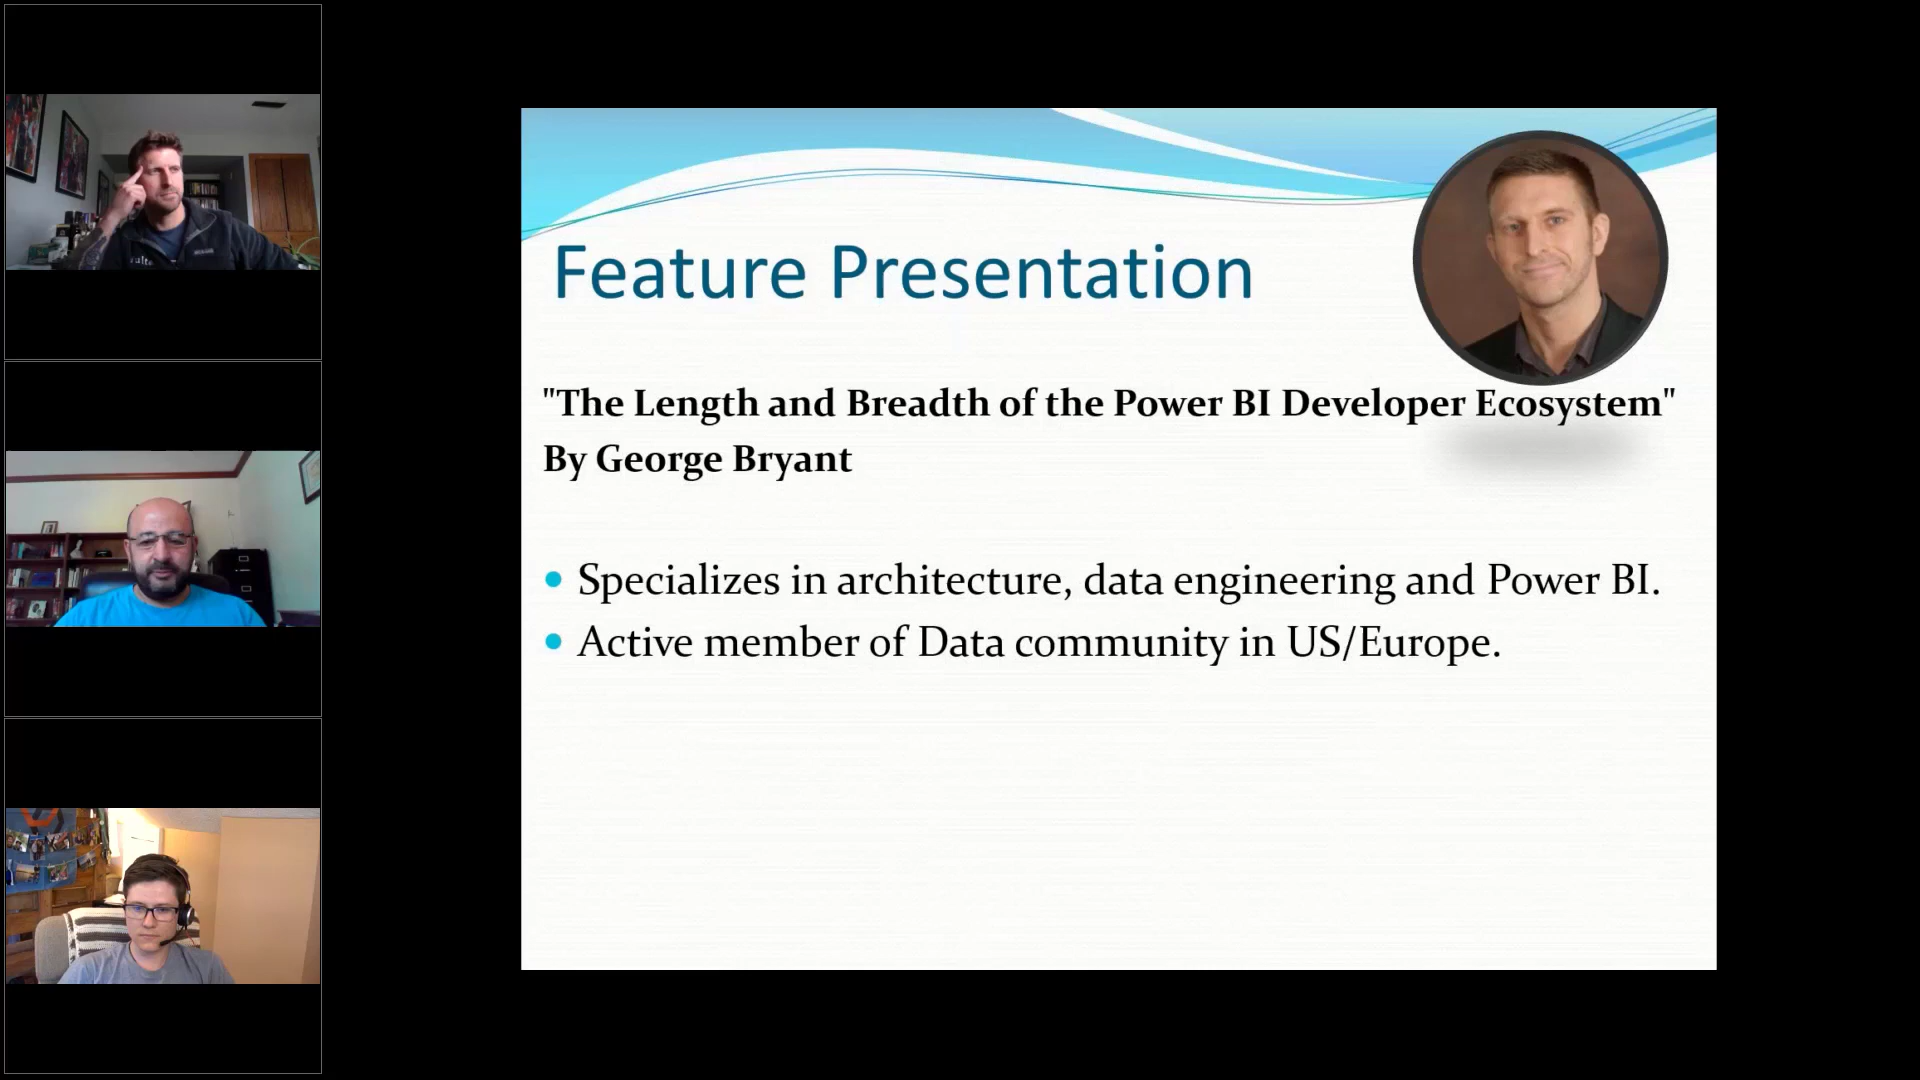 Feature Presentation
"The Length and Breadth of the Power BI Developer Ecosystem"
By George Bryant
• Specializes in architecture, data engineering and Power BI.
• Active member of Data community in US/Europe.